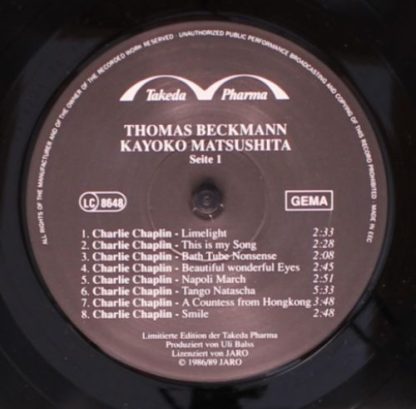 ALL RIGHTS OF THE MANUFACTURER AND OF THE OWNER OF THE RECORDED WORK RESERVED · UNAUTHORIZED PUBLIC PERFORMANCE BROADCASTING AND COPYING OF THIS RECORD PROHIBITED MADE IN EEC
Takeda Pharma
THOMAS BECKMANN
KAYOKO MATSUSHITA
Seite 1
LC 8648
GEMA
1. Charlie Chaplin - Limelight 2:33
2. Charlie Chaplin - This is my Song 2:28
3. Charlie Chaplin - Bath Tube Nonsense 2:08
4. Charlie Chaplin - Beautiful wonderful Eyes 2:45
5. Charlie Chaplin - Napoli March 2:51
6. Charlie Chaplin - Tango Natascha 5:33
7. Charlie Chaplin - A Countess from Hongkong 3:48
8. Charlie Chaplin - Smile 2:48
Limitierte Edition der Takeda Pharma
Produziert von Uli Balss
Lizenziert von JARO
© 1986/89 JARO